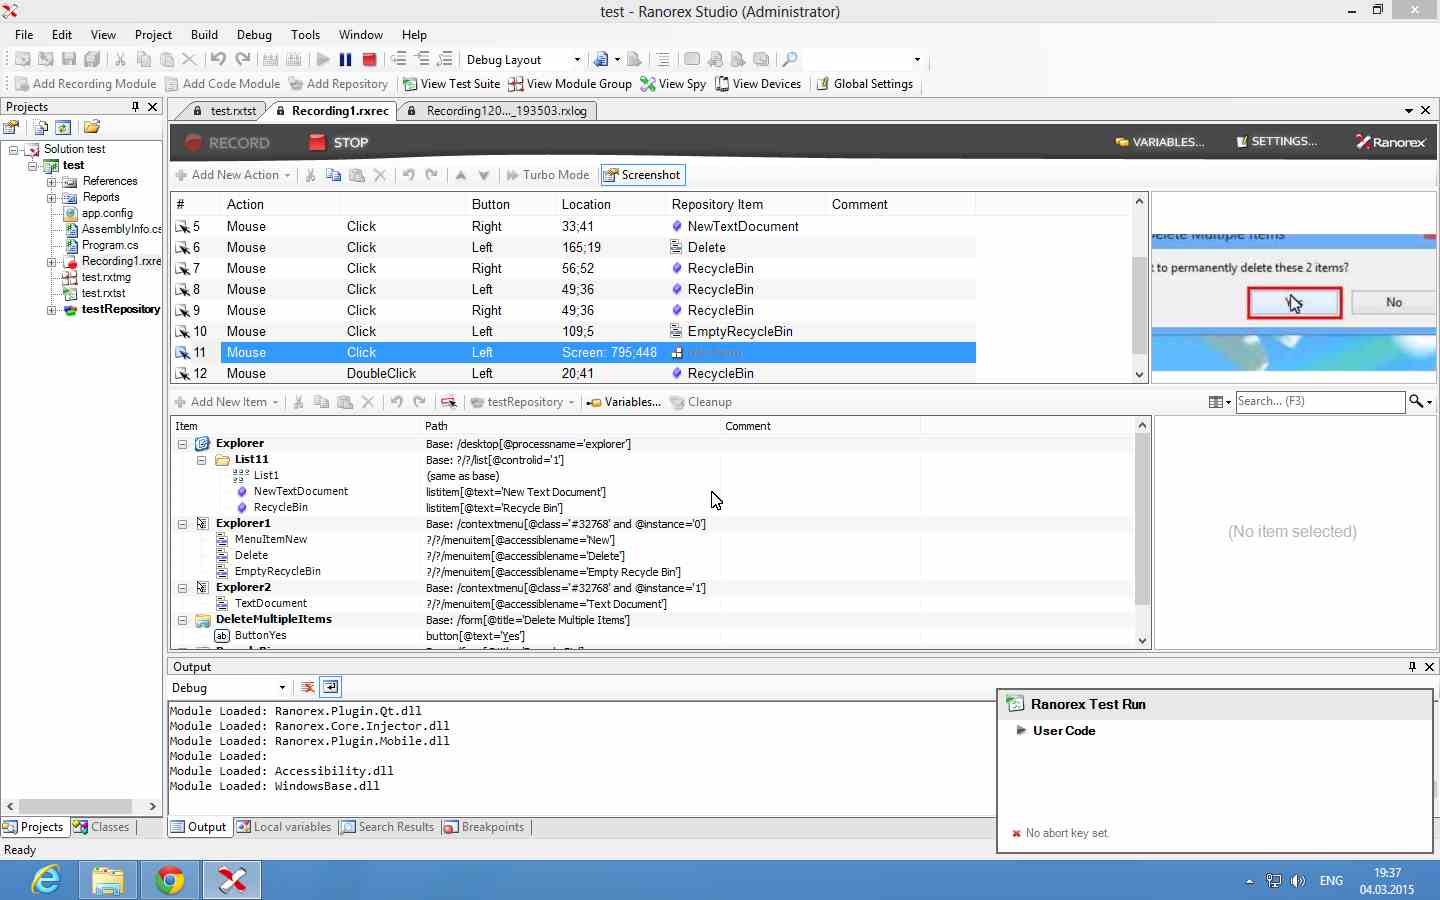 test - Ranorex Studio (Administrator)
File Edit View Project Build Debug Tools Window Help
Debug Layout
Add Recording Module Add Code Module Add Repository View Test Suite View Module Group View Spy View Devices Global Settings
Projects
test.rxtst Recording1.rxrec Recording120..._193503.rxlog
Solution test
test
References
Reports
app.config
AssemblyInfo.cs
Program.cs
Recording1.rxre
test.rxtmg
test.rxtst
testRepository
RECORD STOP VARIABLES... SETTINGS... Ranorex
Add New Action Turbo Mode Screenshot
# Action Button Location Repository Item Comment
5 Mouse Click Right 33;41 NewTextDocument
6 Mouse Click Left 165;19 Delete
7 Mouse Click Right 56;52 RecycleBin
8 Mouse Click Left 49;36 RecycleBin
9 Mouse Click Right 49;36 RecycleBin
10 Mouse Click Left 109;5 EmptyRecycleBin
11 Mouse Click Left Screen: 795;448
12 Mouse DoubleClick Left 20;41 RecycleBin
elete Multiple Items
t to permanently delete these 2 items?
Yes No
Add New Item testRepository Variables... Cleanup Search... (F3)
Item Path Comment
Explorer Base: /desktop[@processname='explorer']
List11 Base: ?/?/list[@controlid='1']
List1 (same as base)
NewTextDocument listitem[@text='New Text Document']
RecycleBin listitem[@text='Recycle Bin']
Explorer1 Base: /contextmenu[@class='#32768' and @instance='0']
MenuItemNew ?/?/menuitem[@accessiblename='New']
Delete ?/?/menuitem[@accessiblename='Delete']
EmptyRecycleBin ?/?/menuitem[@accessiblename='Empty Recycle Bin']
Explorer2 Base: /contextmenu[@class='#32768' and @instance='1']
TextDocument ?/?/menuitem[@accessiblename='Text Document']
DeleteMultipleItems Base: /form[@title='Delete Multiple Items']
ab ButtonYes button[@text='Yes']
(No item selected)
Output
Debug
Module Loaded: Ranorex.Plugin.Qt.dll
Module Loaded: Ranorex.Core.Injector.dll
Module Loaded: Ranorex.Plugin.Mobile.dll
Module Loaded:
Module Loaded: Accessibility.dll
Module Loaded: WindowsBase.dll
Ranorex Test Run
User Code
No abort key set.
Projects Classes Output Local variables Search Results Breakpoints
Ready
ENG 19:37
04.03.2015